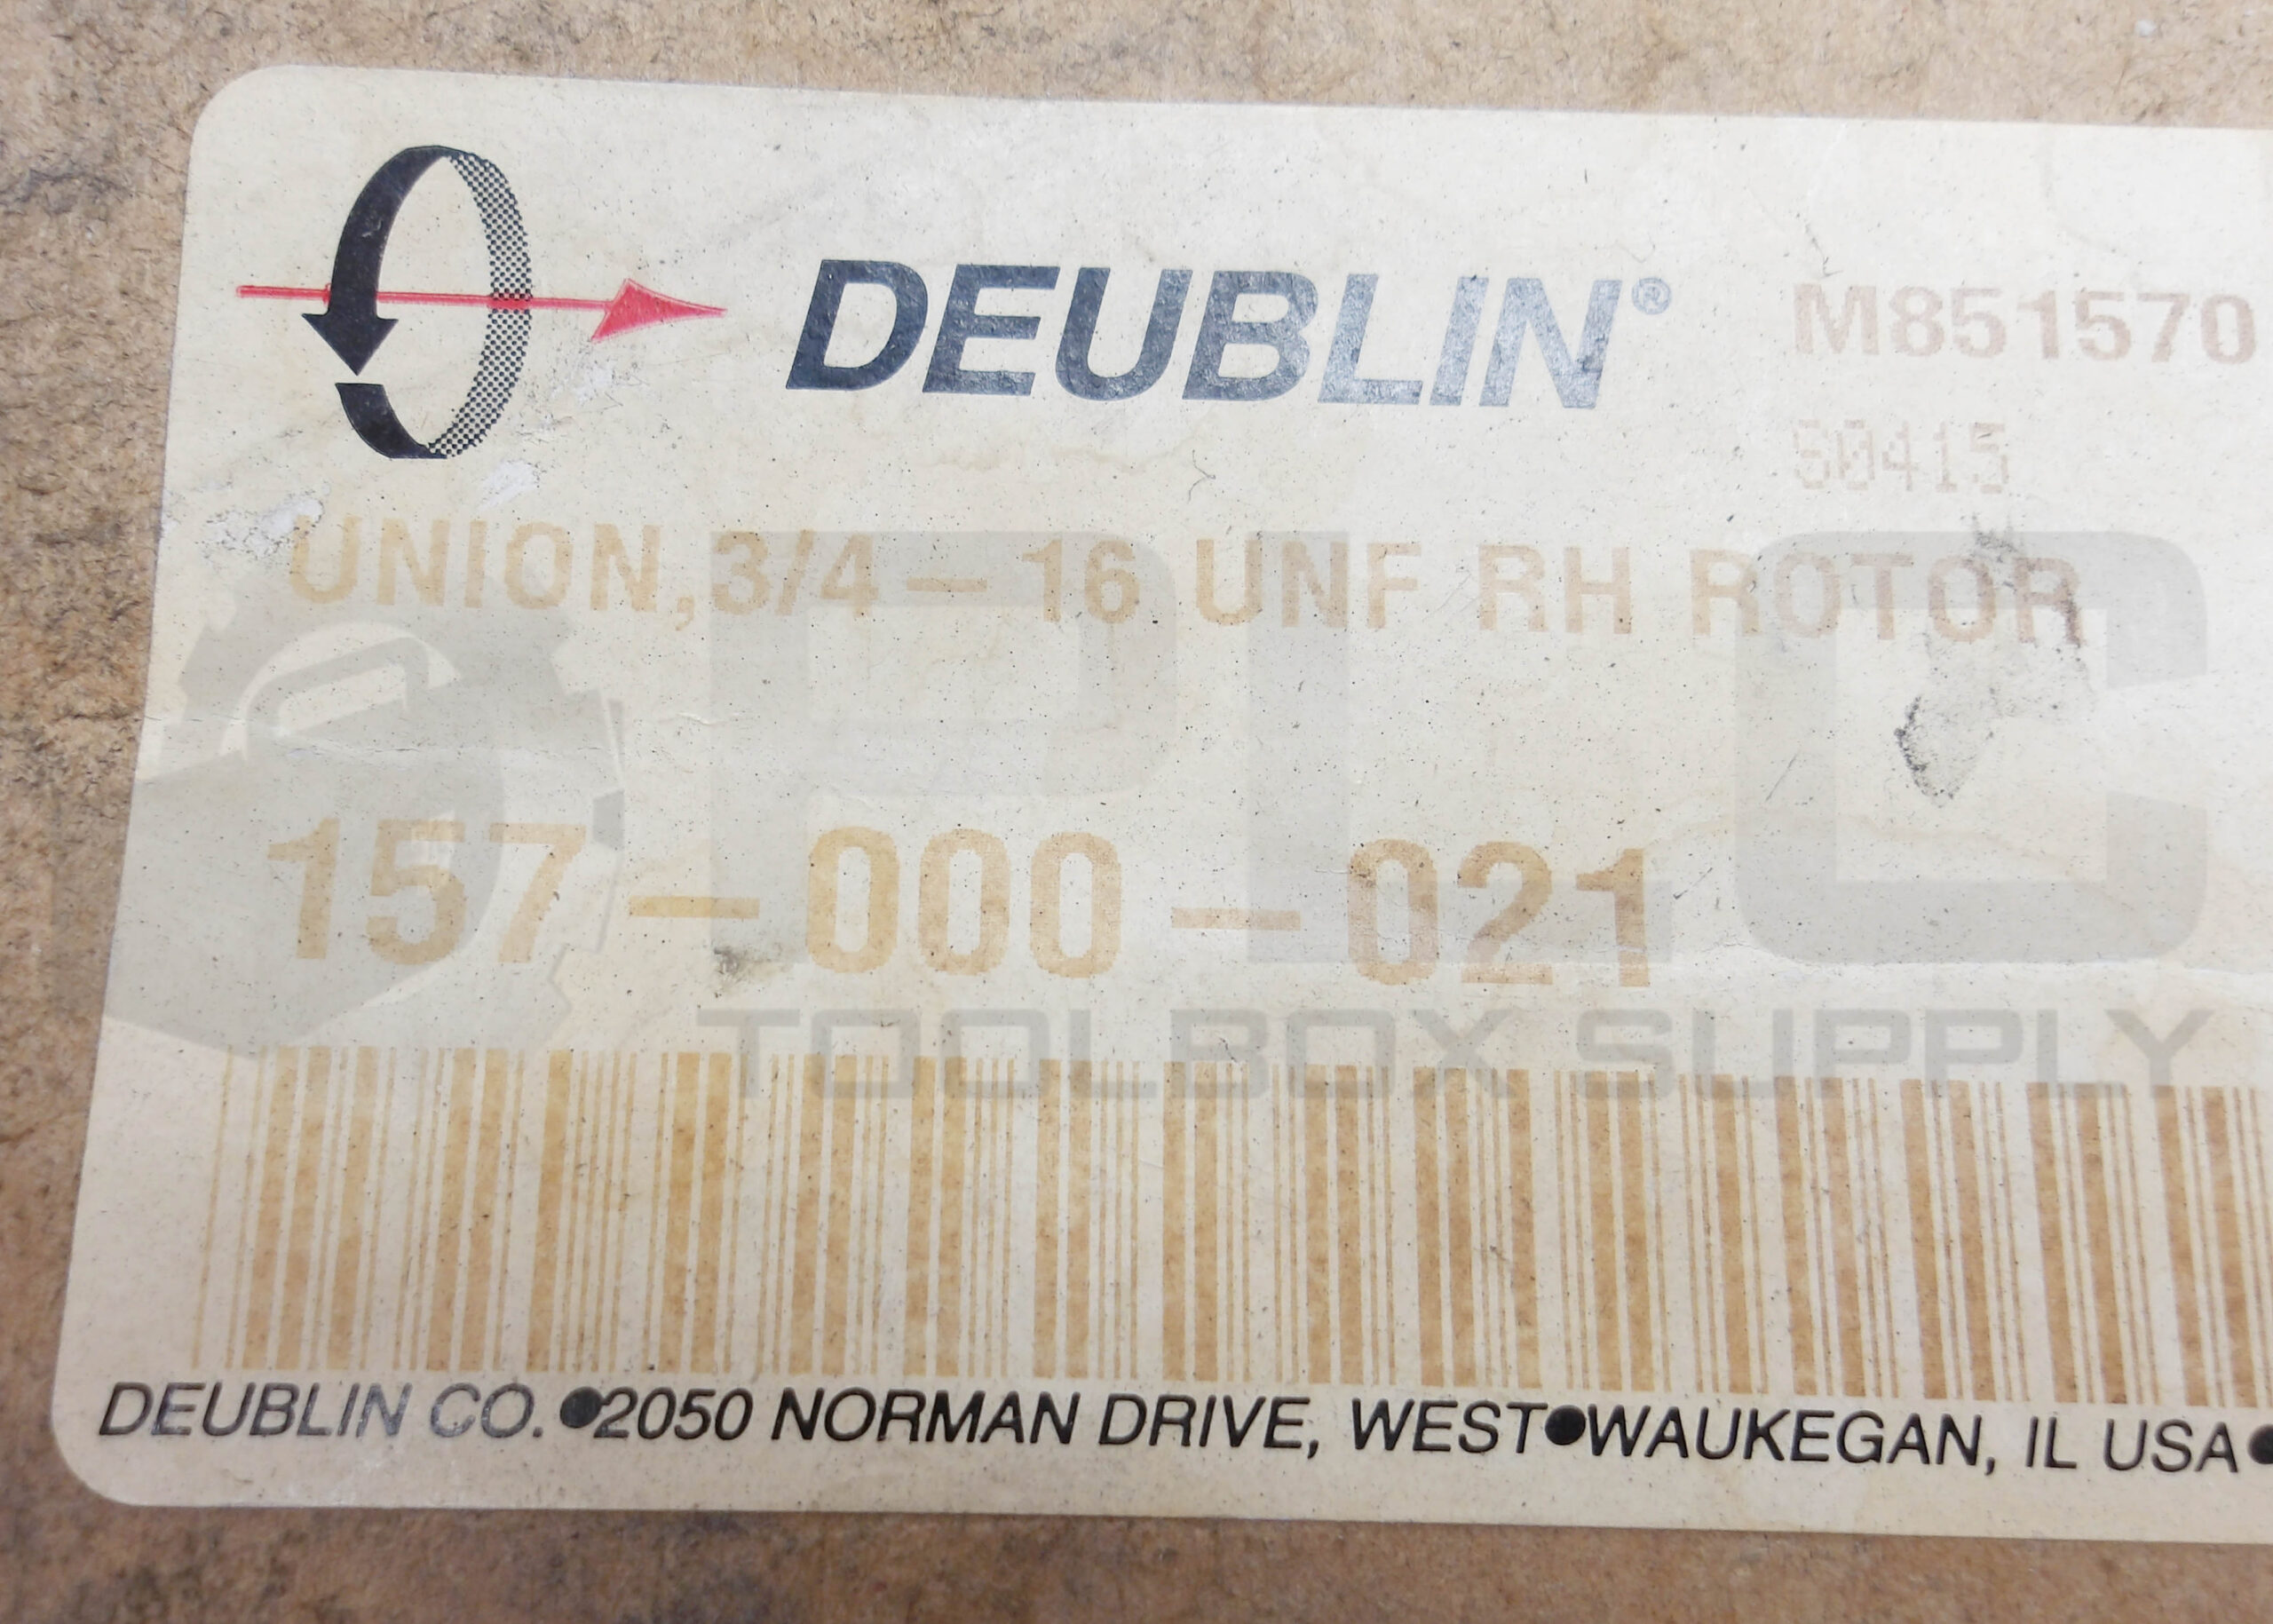 DEUBLIN® M851570
50415
UNION,3/4-16 UNF RH ROTOR
157-000-021
PLC
TOOLBOX SUPPLY
DEUBLIN CO.●2050 NORMAN DRIVE, WEST●WAUKEGAN, IL USA●